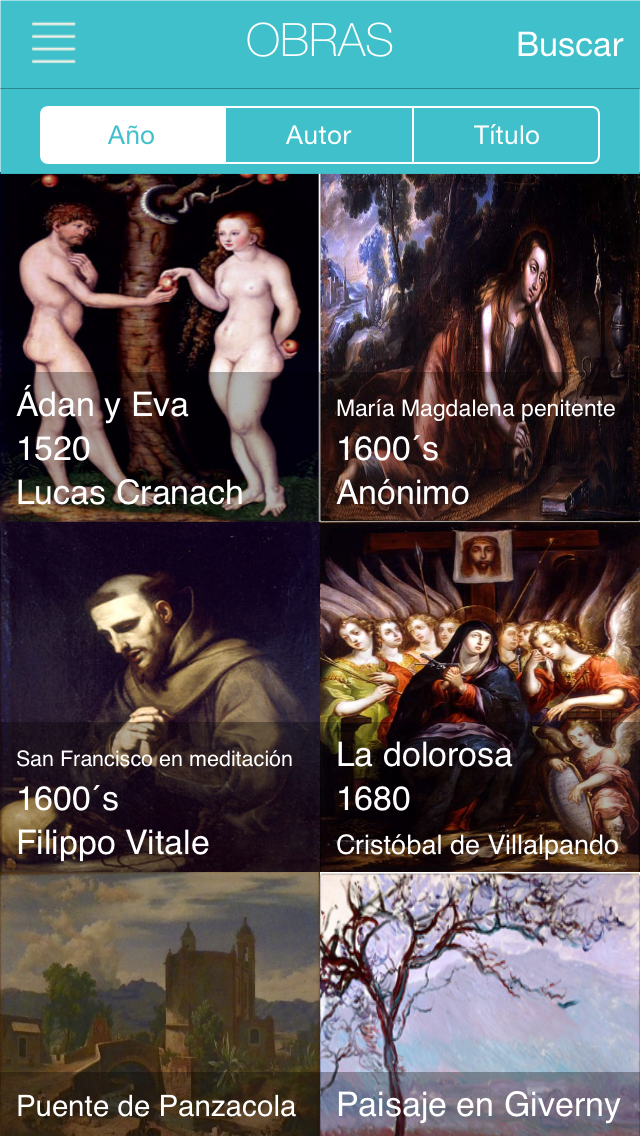 OBRAS
Buscar
Año
Autor
Título
Ádan y Eva
1520
Lucas Cranach
María Magdalena penitente
1600´s
Anónimo
San Francisco en meditación
1600´s
Filippo Vitale
La dolorosa
1680
Cristóbal de Villalpando
Puente de Panzacola
Paisaje en Giverny